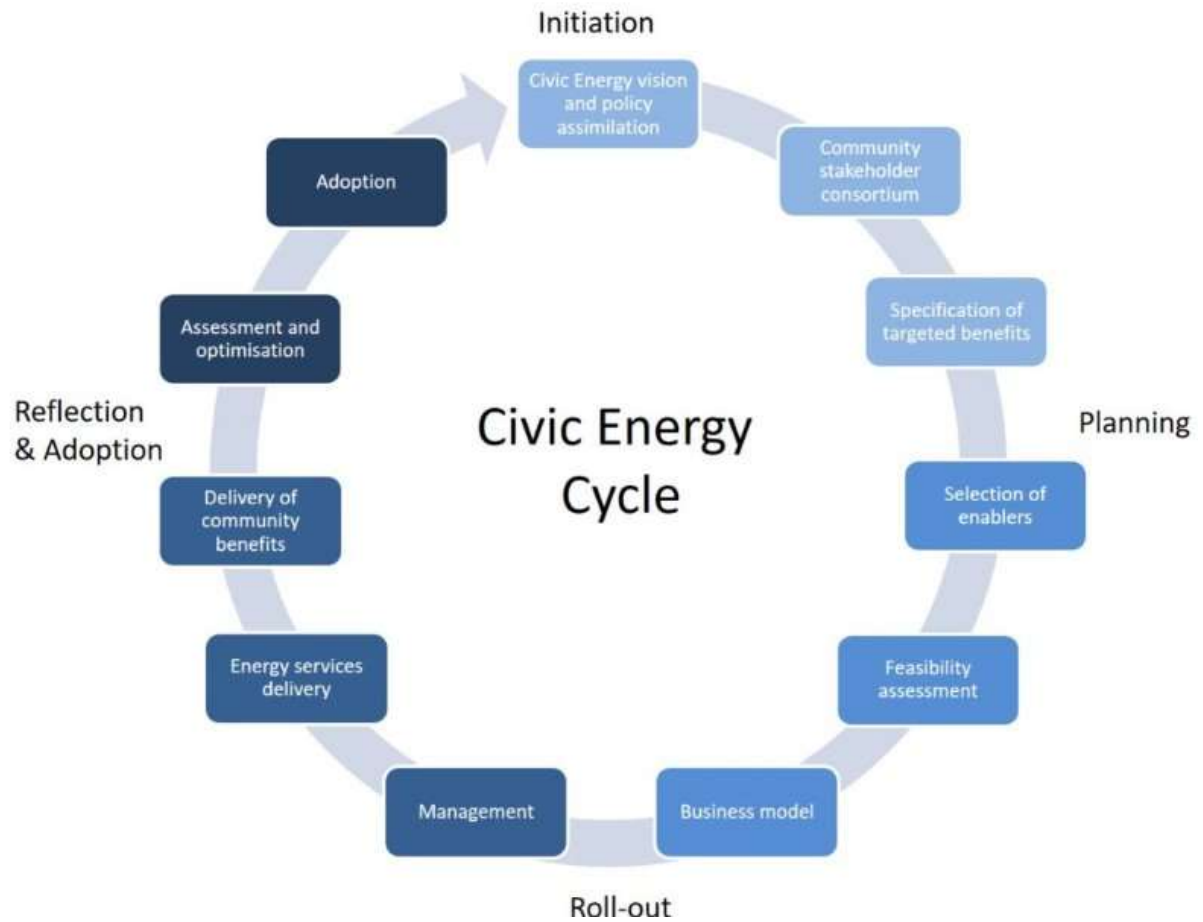 Initiation
Civic Energy vision
and policy
assimilation
Community
stakeholder
consortium
Specification of
targeted benefits
Planning
Selection of
enablers
Feasibility
assessment
Business model
Roll-out
Management
Energy services
delivery
Delivery of
community
benefits
Reflection
& Adoption
Assessment and
optimisation
Adoption
Civic Energy
Cycle